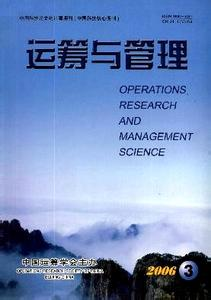 运筹与管理
OPERATIONS
RESEARCH
AND
MANAGEMENT
SCIENCE
中国运筹学会主办
2006 3